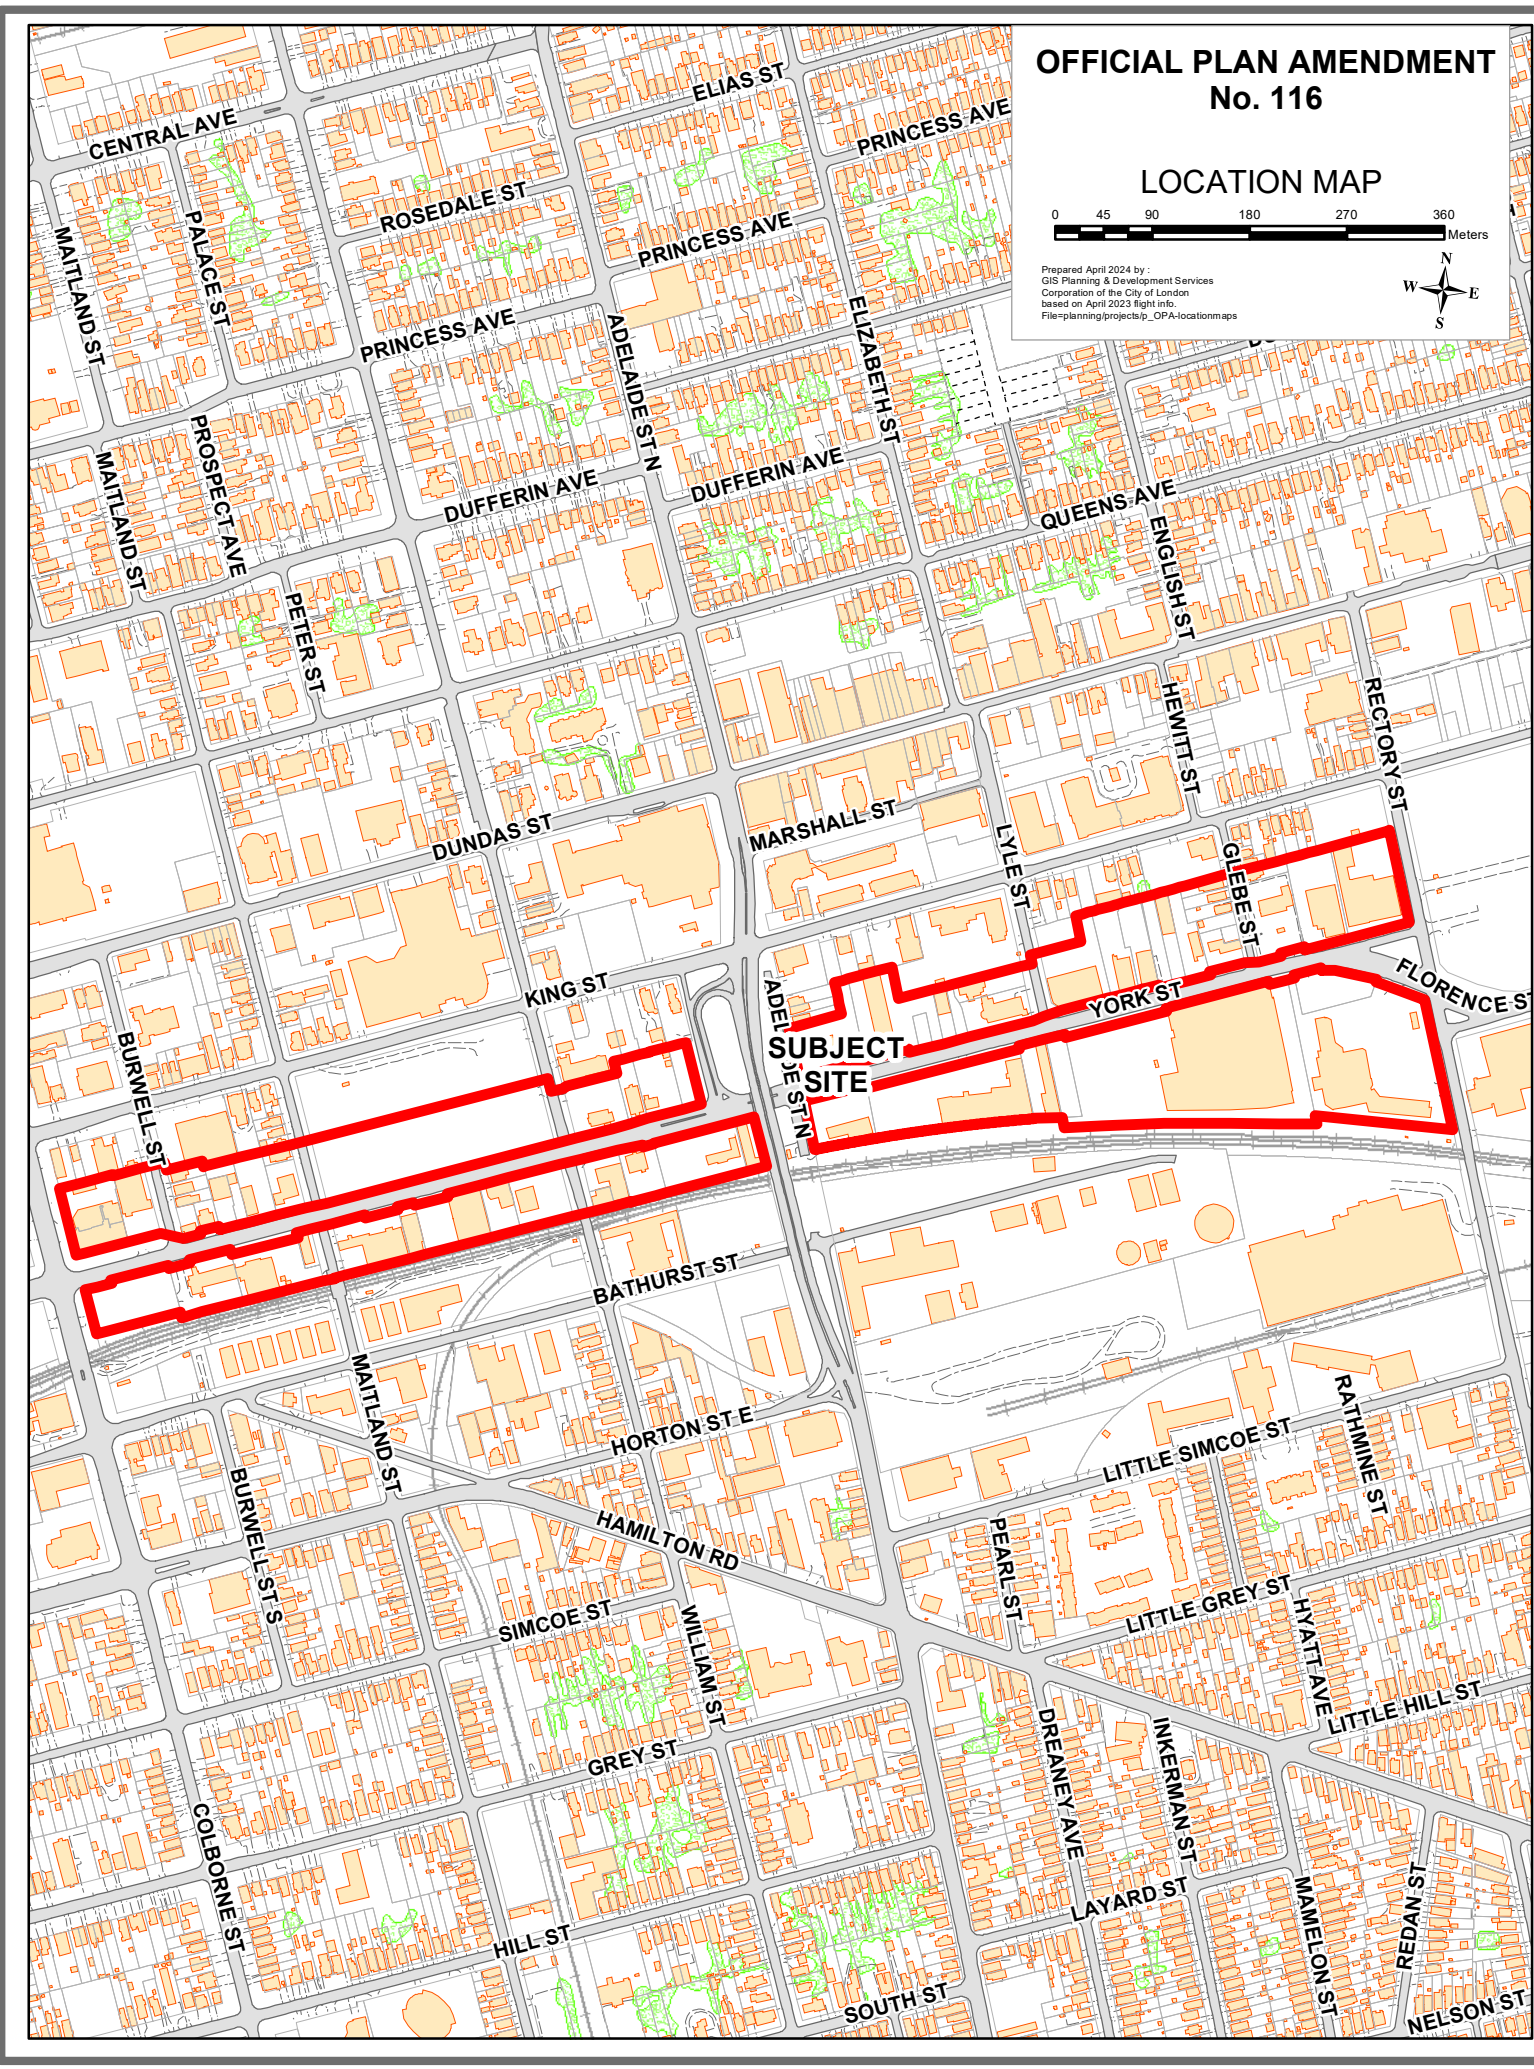 OFFICIAL PLAN AMENDMENT
No. 116
LOCATION MAP
0 45 90 180 270 360
Meters
Prepared April 2024 by :
GIS Planning & Development Services
Corporation of the City of London
based on April 2023 flight info.
File=planning/projects/p_OPA-locationmaps
N
W E
S
ELIAS ST
CENTRAL AVE
PRINCESS AVE
ROSEDALE ST
PALACE ST
MAITLAND ST
PRINCESS AVE
PRINCESS AVE
ADELAIDE ST N
ELIZABETH ST
PROSPECT AVE
MAITLAND ST
DUFFERIN AVE
DUFFERIN AVE
QUEENS AVE
ENGLISH ST
PETER ST
HEWITT ST
RECTORY ST
DUNDAS ST
MARSHALL ST
LYLE ST
GLEBE ST
KING ST
YORK ST
FLORENCE ST
BURWELL ST
SUBJECT
SITE
BATHURST ST
MAITLAND ST
HORTON ST E
LITTLE SIMCOE ST
RATHMINE ST
BURWELL ST S
HAMILTON RD
PEARL ST
LITTLE GREY ST
HYATT AVE
SIMCOE ST
WILLIAM ST
LITTLE HILL ST
GREY ST
DREANEY AVE
INKERMAN ST
COLBORNE ST
LAYARD ST
MAMELON ST
REDAN ST
HILL ST
SOUTH ST
NELSON ST